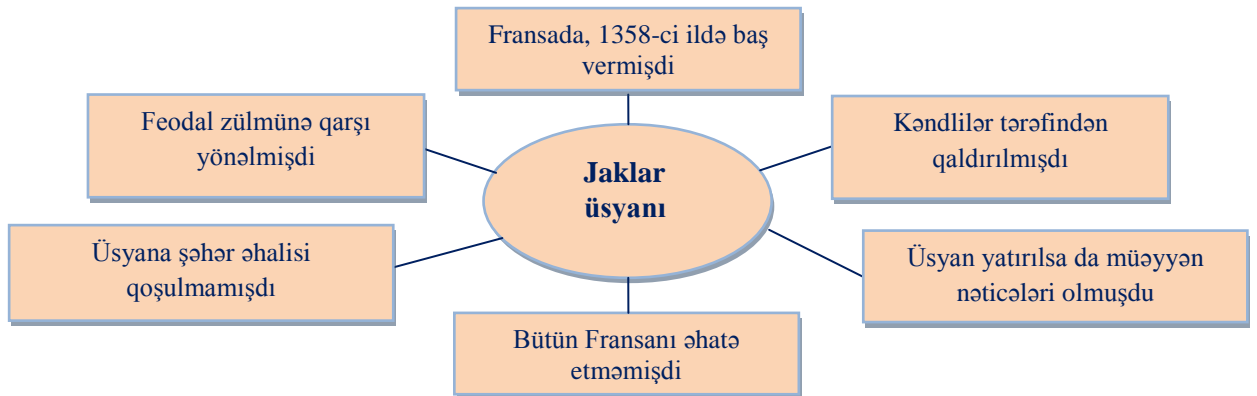 Fransada, 1358-ci ildə baş
vermişdi
Feodal zülmünə qarşı
yönəlmişdi
Kəndlilər tərəfindən
qaldırılmışdı
Jaklar
üsyanı
Üsyana şəhər əhalisi
qoşulmamışdı
Üsyan yatırılsa da müəyyən
nəticələri olmuşdu
Bütün Fransanı əhatə
etməmişdi